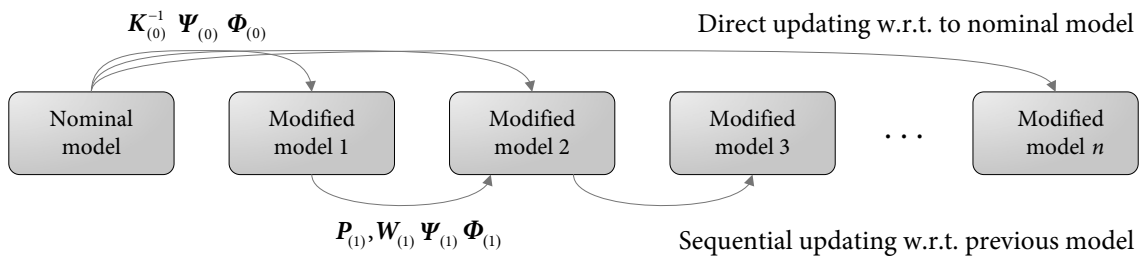 K₍₀₎⁻¹ Ψ₍₀₎ Φ₍₀₎
Direct updating w.r.t. to nominal model
Nominal
model
Modified
model 1
Modified
model 2
Modified
model 3
. . .
Modified
model n
P₍₁₎, W₍₁₎ Ψ₍₁₎ Φ₍₁₎
Sequential updating w.r.t. previous model